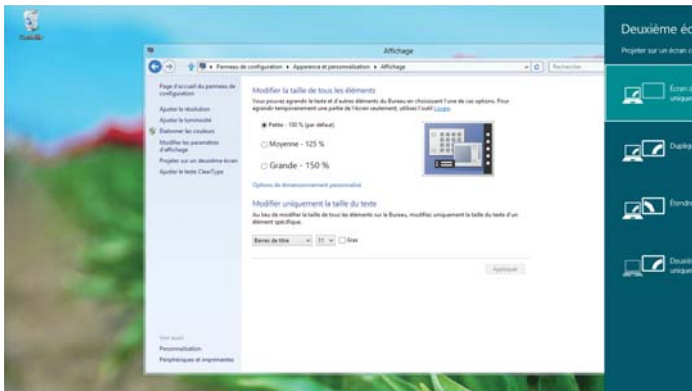 Affichage
Panneau de configuration ▸ Apparence et personnalisation ▸ Affichage
Rechercher
Page d'accueil du panneau de
configuration
Ajuster la résolution
Ajuster la luminosité
Étalonner les couleurs
Modifier les paramètres
d'affichage
Projeter sur un deuxième écran
Ajuster le texte ClearType
Voir aussi
Personnalisation
Périphériques et imprimantes
Modifier la taille de tous les éléments
Vous pouvez agrandir le texte et d'autres éléments du Bureau en choisissant l'une de ces options. Pour
agrandir temporairement une partie de l'écran seulement, utilisez l'outil Loupe.
Petite - 100 % (par défaut)
Moyenne - 125 %
Grande - 150 %
Options de dimensionnement personnalisé
Modifier uniquement la taille du texte
Au lieu de modifier la taille de tous les éléments sur le Bureau, modifiez uniquement la taille du texte d'un
élément spécifique.
Barres de titre 11 Gras
Appliquer
Deuxième éc
Projeter sur un écran c
Écran d
unique
Duplique
Étendre
Deuxiè
unique